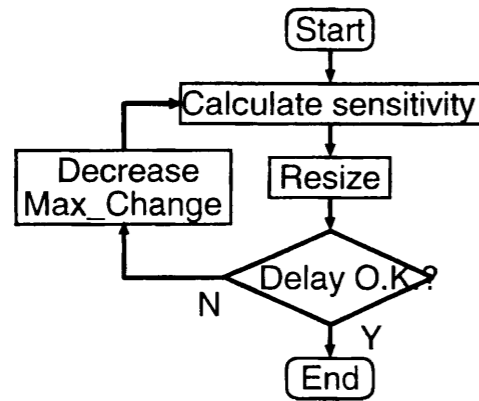 Start
Calculate sensitivity
Decrease
Max_Change
Resize
Delay O.K.?
N
Y
End